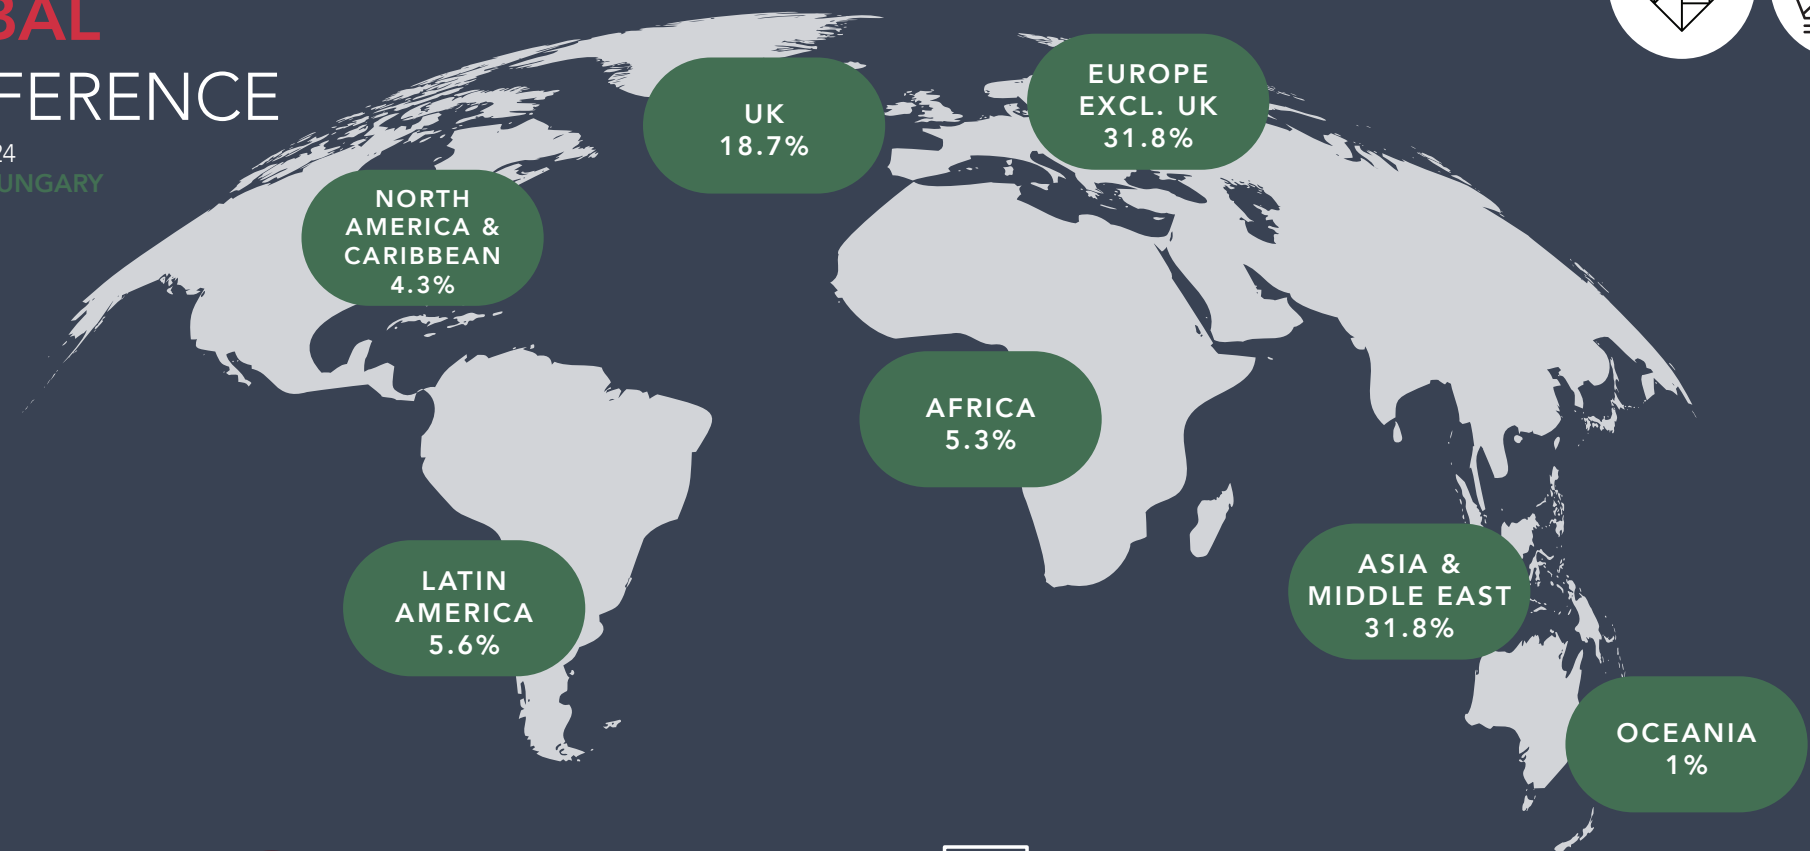 BAL
FERENCE
24
UNGARY
UK
18.7%
EUROPE
EXCL. UK
31.8%
NORTH
AMERICA &
CARIBBEAN
4.3%
AFRICA
5.3%
LATIN
AMERICA
5.6%
ASIA &
MIDDLE EAST
31.8%
OCEANIA
1%